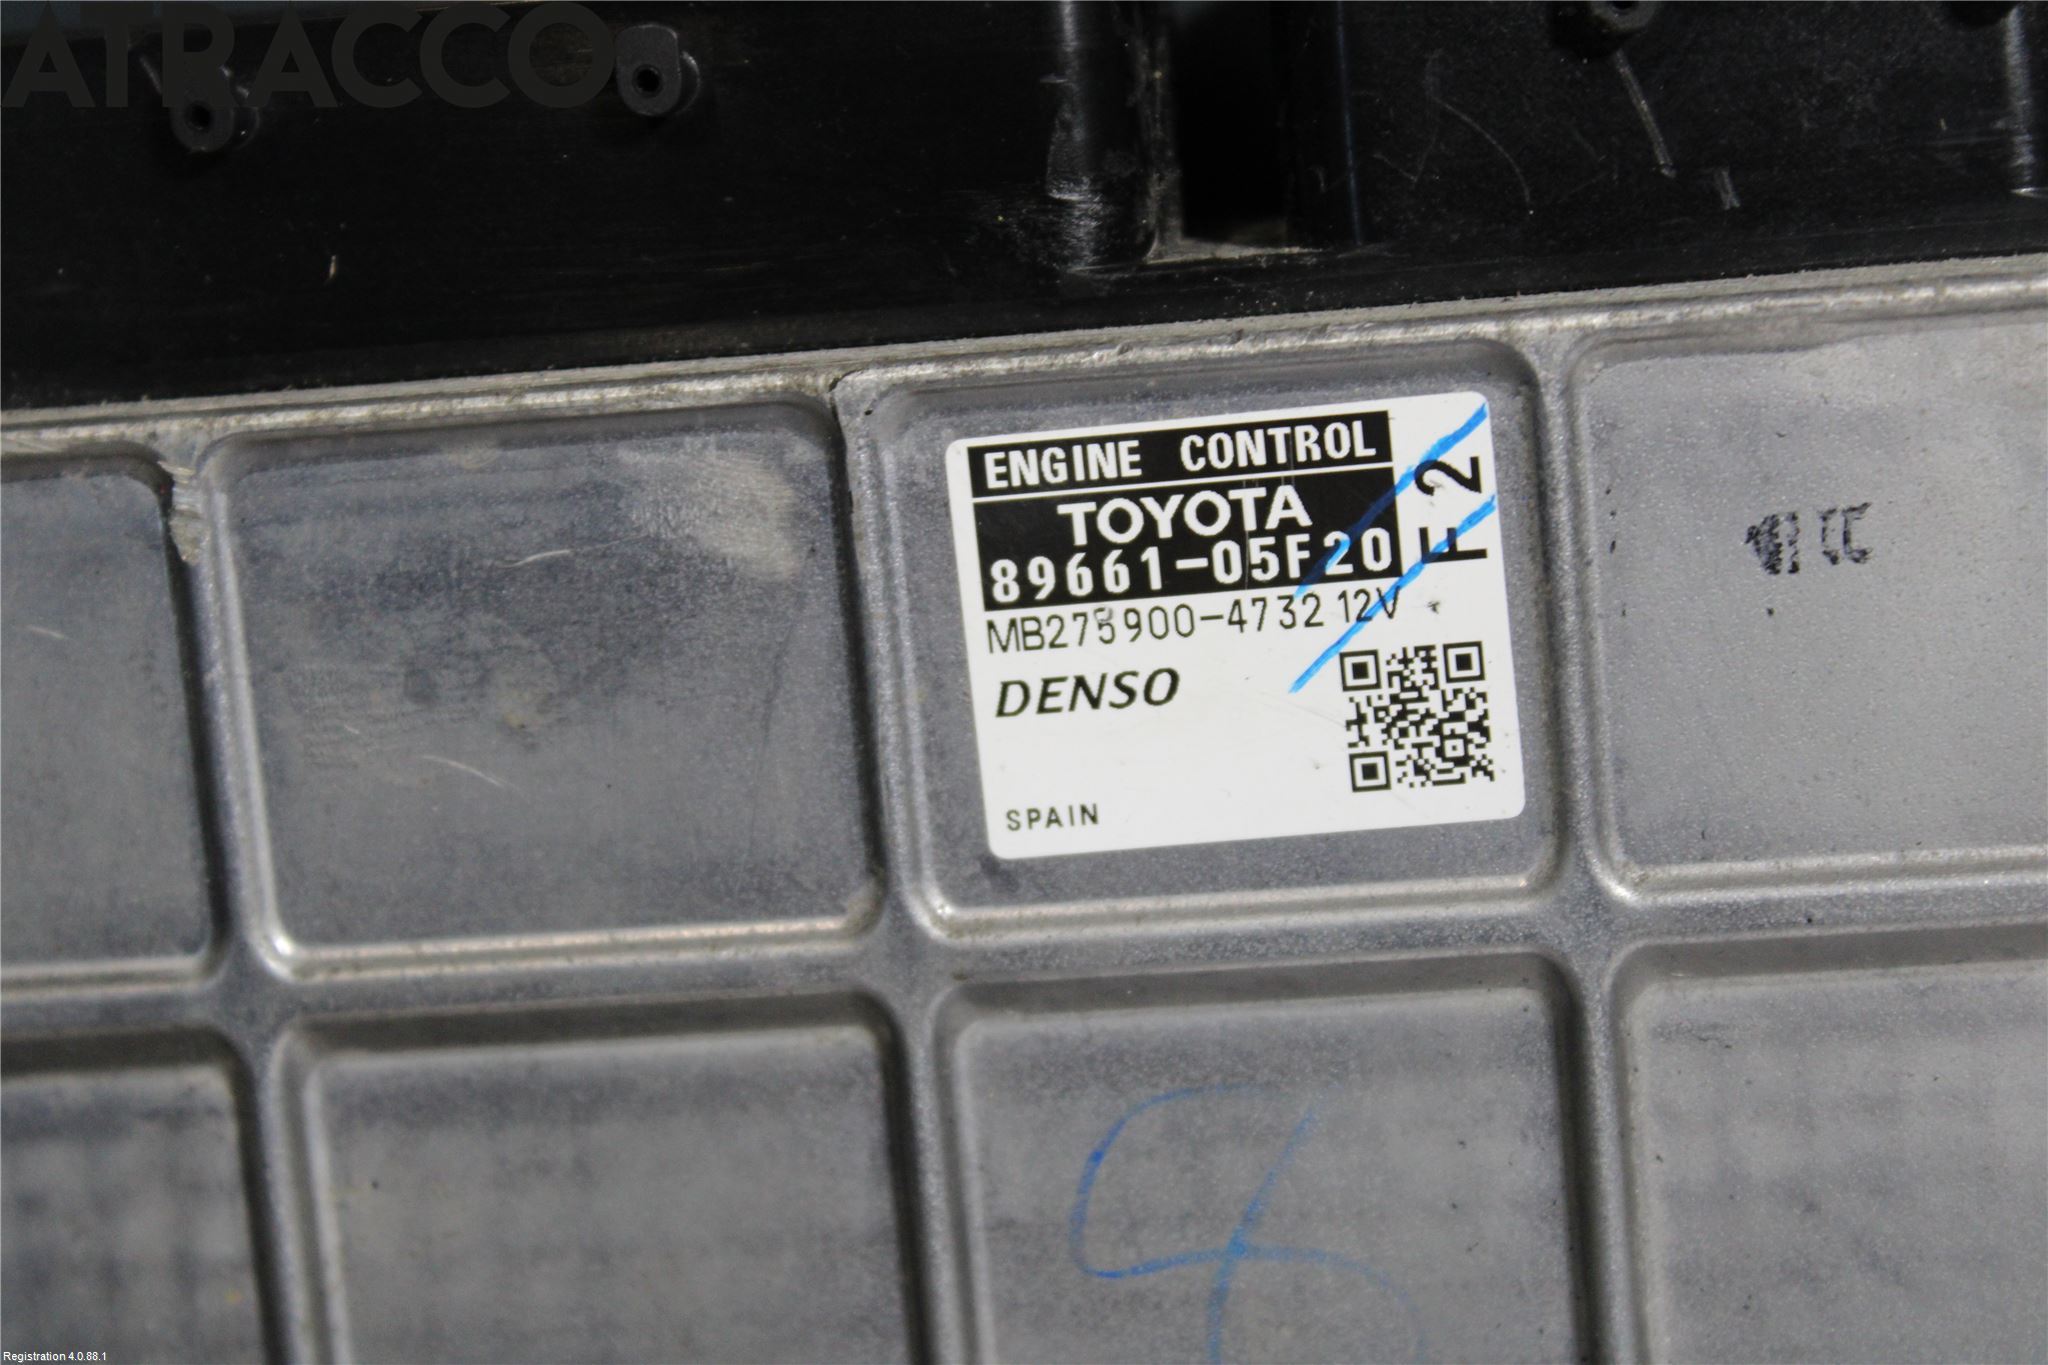 ATRACCO
ENGINE CONTROL
TOYOTA
89661-05F20
F2
MB275900-4732 12V
DENSO
SPAIN
Registration 4.0.88.1